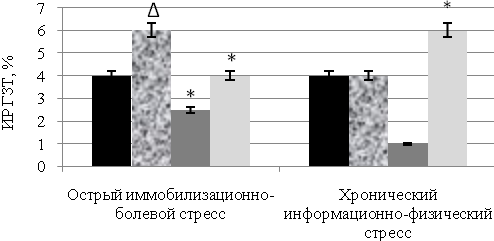 7
6
5
4
3
2
1
0
ИРГЗТ, %
Δ
*
*
*
Острый иммобилизационно-
болевой стресс
Хронический
информационно-физический
стресс